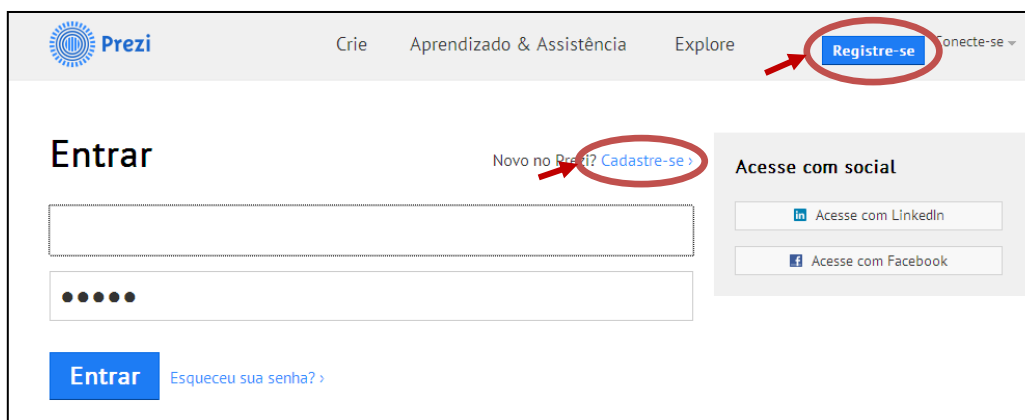 Prezi Crie Aprendizado & Assistência Explore Registre-se Conecte-se
Entrar
Novo no Prezi? Cadastre-se ›
Acesse com social
Acesse com LinkedIn
Acesse com Facebook
●●●●●
Entrar Esqueceu sua senha? ›